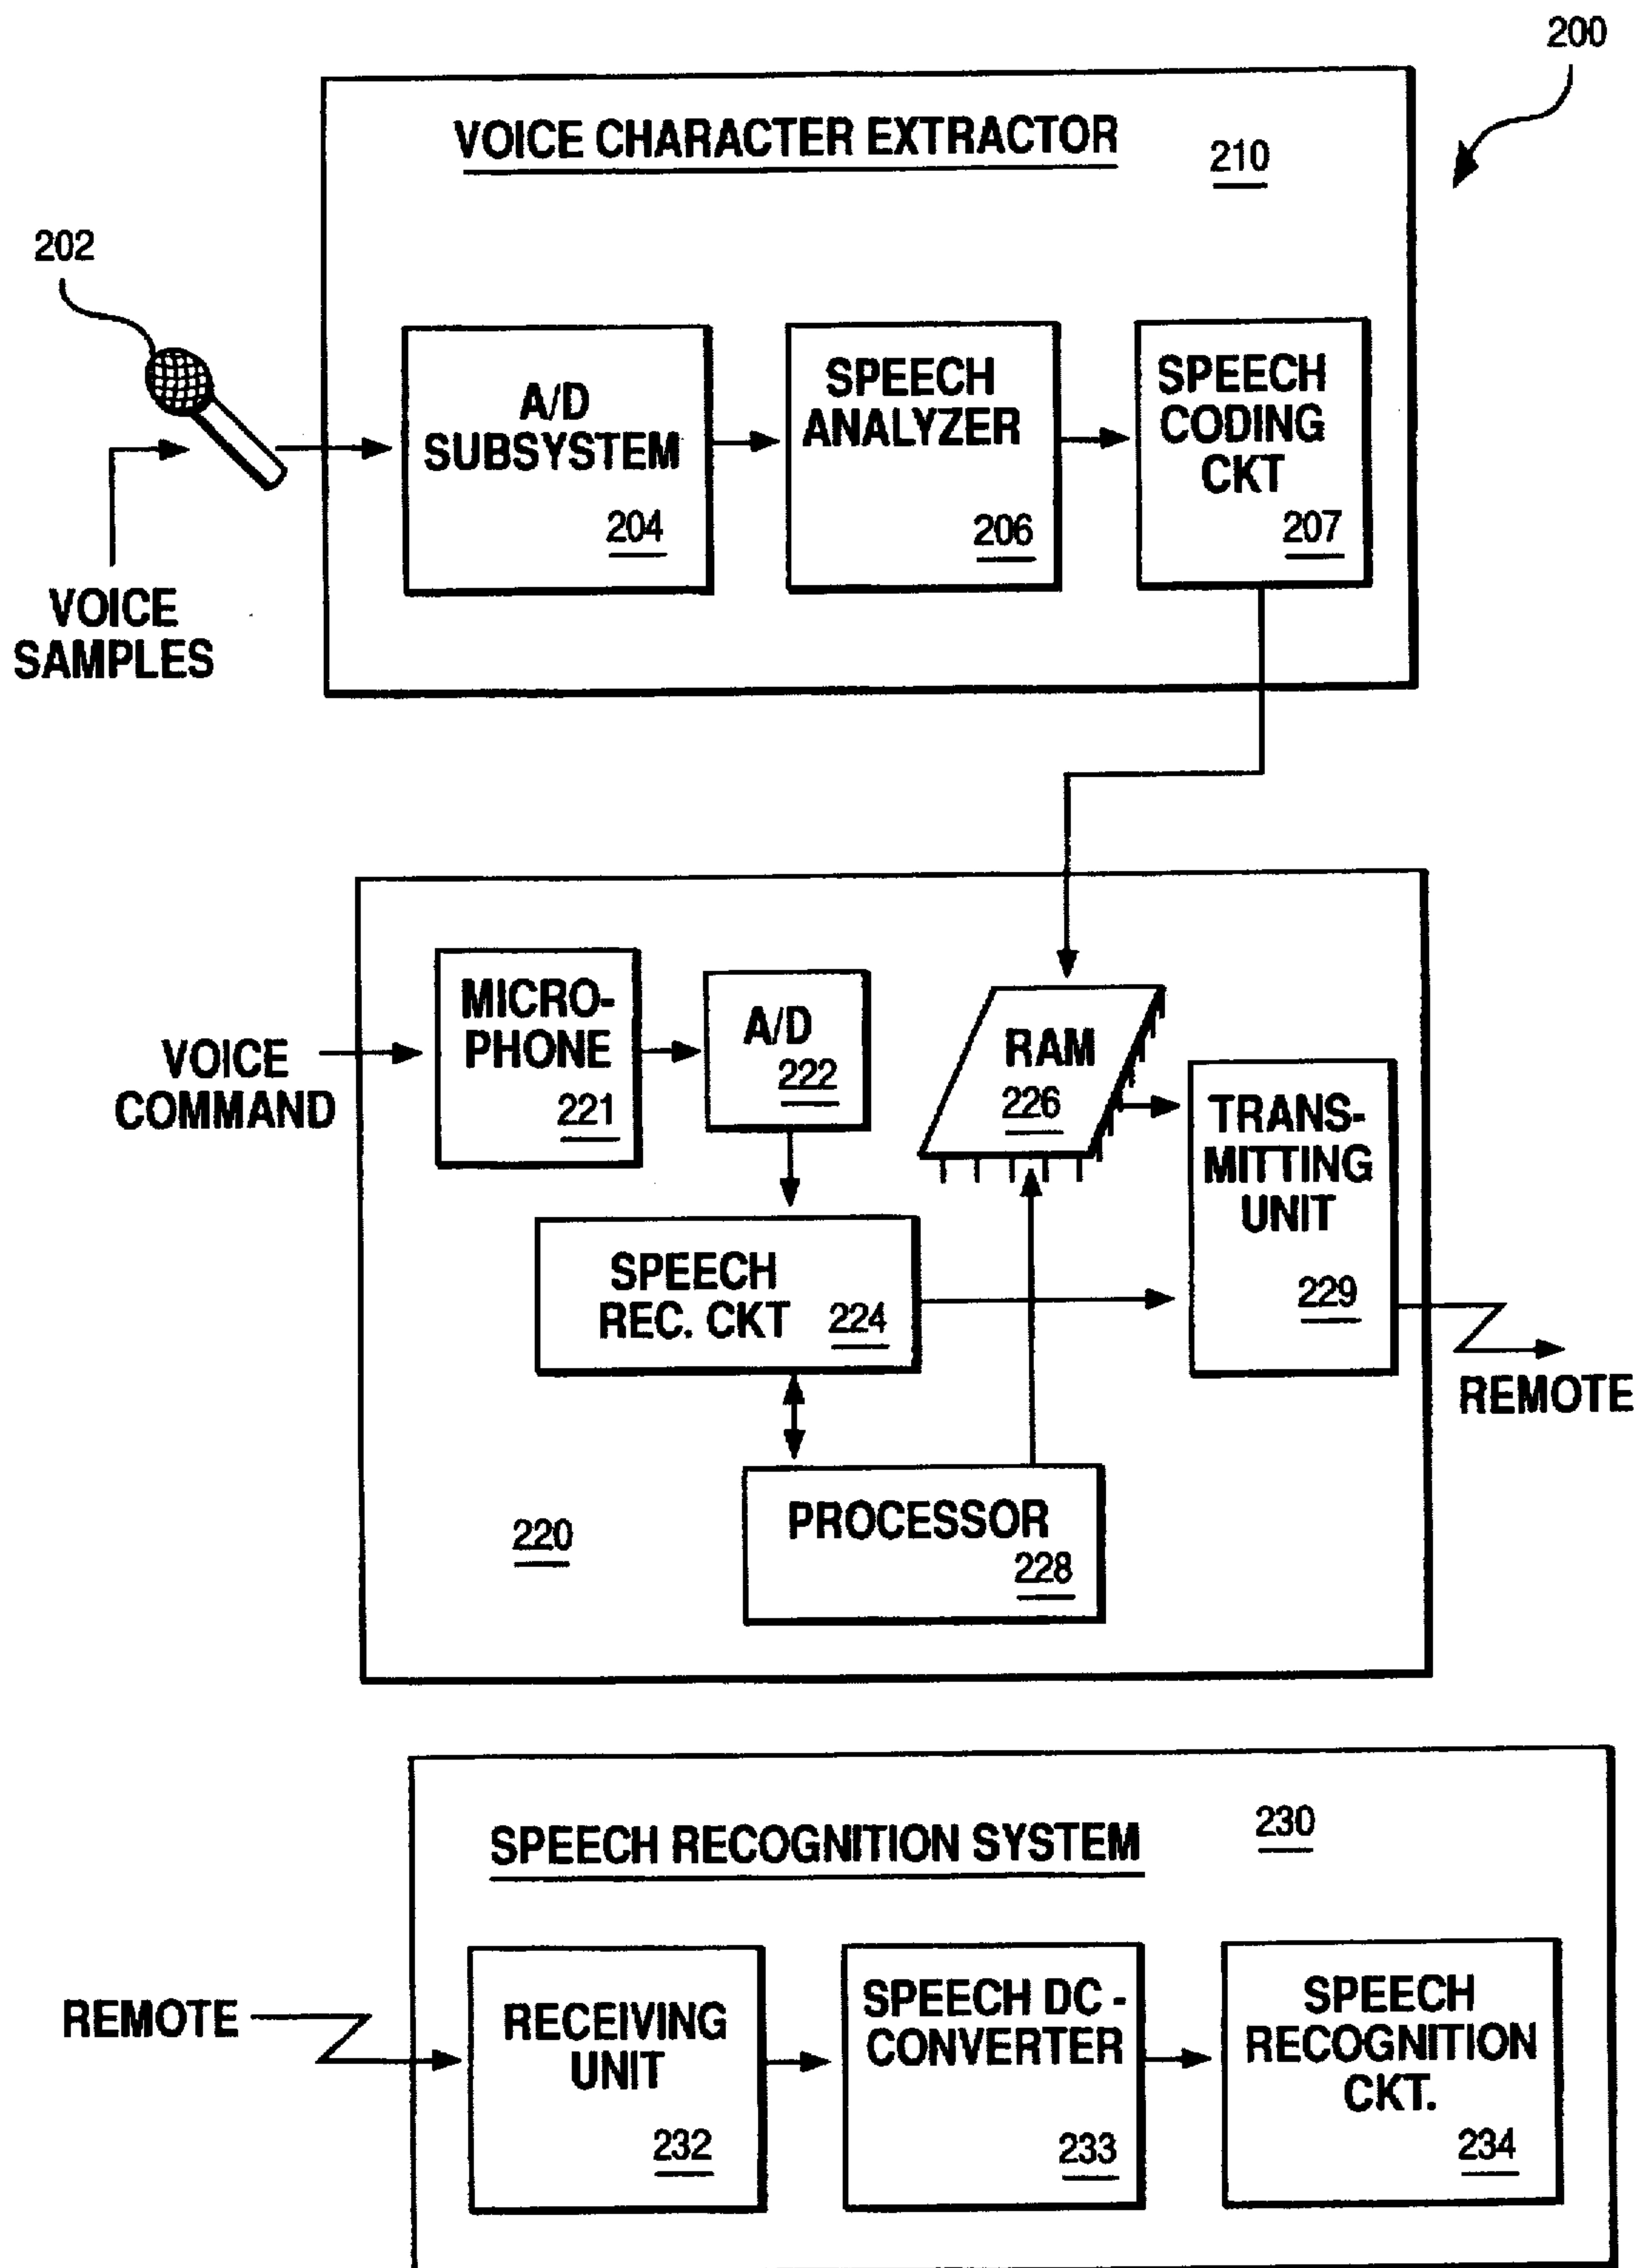 200
VOICE CHARACTER EXTRACTOR
210
202
A/D
SUBSYSTEM
204
SPEECH
ANALYZER
206
SPEECH
CODING
CKT
207
VOICE
SAMPLES
MICRO-
PHONE
221
A/D
222
RAM
226
VOICE
COMMAND
TRANS-
MITTING
UNIT
229
SPEECH
REC. CKT
224
REMOTE
PROCESSOR
228
220
SPEECH RECOGNITION SYSTEM
230
REMOTE
RECEIVING
UNIT
232
SPEECH DC -
CONVERTER
233
SPEECH
RECOGNITION
CKT.
234